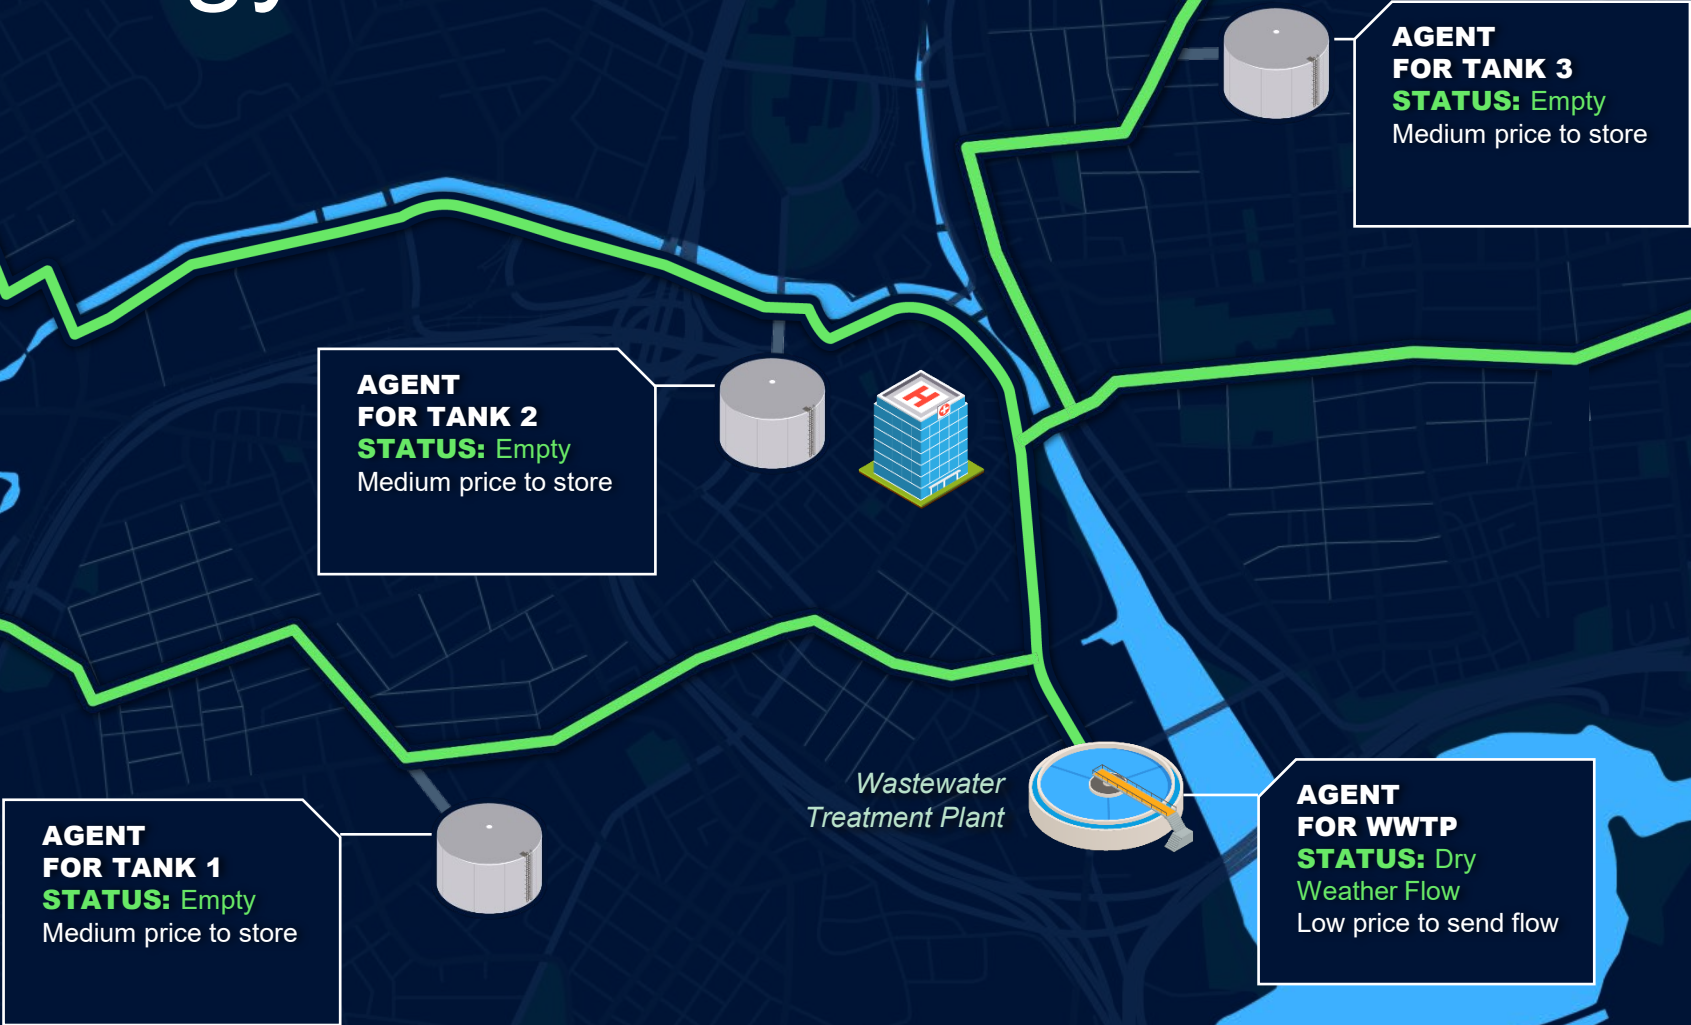 AGENT
FOR TANK 3
STATUS: Empty
Medium price to store
AGENT
FOR TANK 2
STATUS: Empty
Medium price to store
H
Wastewater
Treatment Plant
AGENT
FOR WWTP
STATUS: Dry
Weather Flow
Low price to send flow
AGENT
FOR TANK 1
STATUS: Empty
Medium price to store